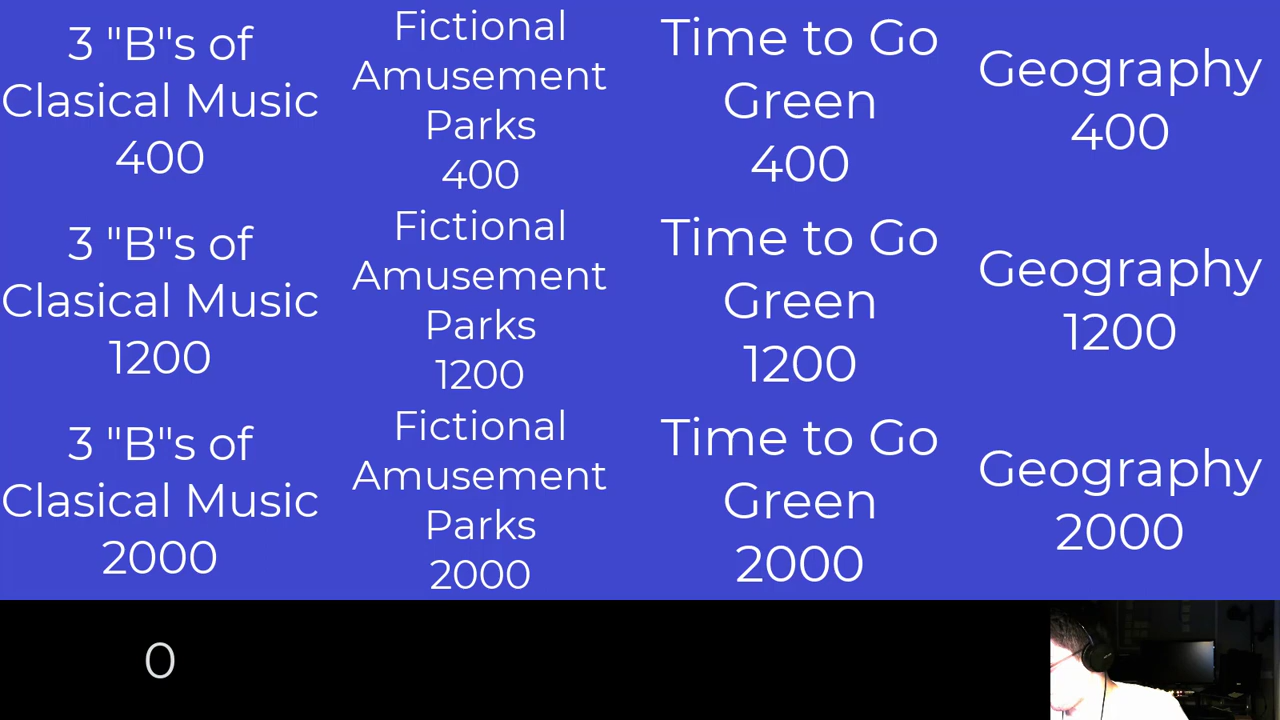 3 "B"s of
Clasical Music
400
Fictional
Amusement
Parks
400
Time to Go
Green
400
Geography
400
3 "B"s of
Clasical Music
1200
Fictional
Amusement
Parks
1200
Time to Go
Green
1200
Geography
1200
3 "B"s of
Clasical Music
2000
Fictional
Amusement
Parks
2000
Time to Go
Green
2000
Geography
2000
0